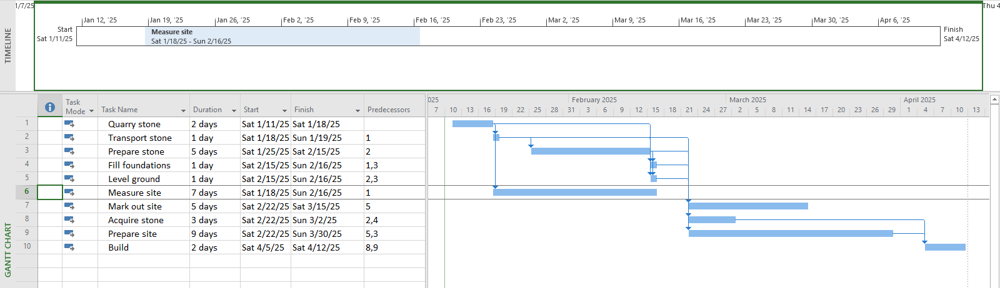 1/7/25
Thu 4
TIMELINE
Jan 12, '25 Jan 19, '25 Jan 26, '25 Feb 2, '25 Feb 9, '25 Feb 16, '25 Feb 23, '25 Mar 2, '25 Mar 9, '25 Mar 16, '25 Mar 23, '25 Mar 30, '25 Apr 6, '25
Start
Sat 1/11/25
Measure site
Sat 1/18/25 - Sun 2/16/25
Finish
Sat 4/12/25
GANTT CHART
Task Mode Task Name Duration Start Finish Predecessors
1 Quarry stone 2 days Sat 1/11/25 Sat 1/18/25
2 Transport stone 1 day Sat 1/18/25 Sun 1/19/25 1
3 Prepare stone 5 days Sat 1/25/25 Sat 2/15/25 2
4 Fill foundations 1 day Sat 2/15/25 Sun 2/16/25 1,3
5 Level ground 1 day Sat 2/15/25 Sun 2/16/25 2,3
6 Measure site 7 days Sat 1/18/25 Sun 2/16/25 1
7 Mark out site 5 days Sat 2/22/25 Sat 3/15/25 5
8 Acquire stone 3 days Sat 2/22/25 Sun 3/2/25 2,4
9 Prepare site 9 days Sat 2/22/25 Sun 3/30/25 5,3
10 Build 2 days Sat 4/5/25 Sat 4/12/25 8,9
025 February 2025 March 2025 April 2025
7 10 13 16 19 22 25 28 31 3 6 9 12 15 18 21 24 27 2 5 8 11 14 17 20 23 26 29 1 4 7 10 13